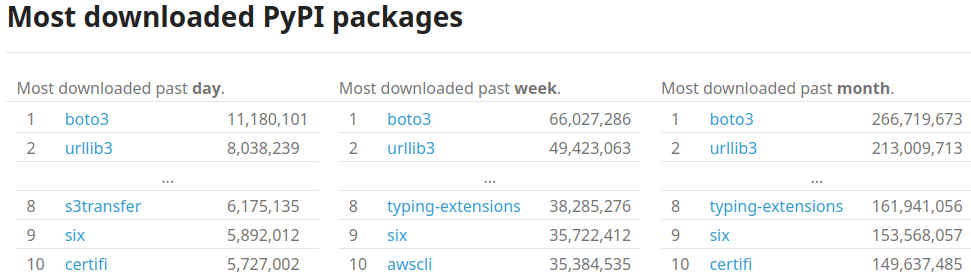 Most downloaded PyPI packages
Most downloaded past day. Most downloaded past week. Most downloaded past month.
1 boto3 11,180,101 1 boto3 66,027,286 1 boto3 266,719,673
2 urllib3 8,038,239 2 urllib3 49,423,063 2 urllib3 213,009,713
... ... ...
8 s3transfer 6,175,135 8 typing-extensions 38,285,276 8 typing-extensions 161,941,056
9 six 5,892,012 9 six 35,722,412 9 six 153,568,057
10 certifi 5,727,002 10 awscli 35,384,535 10 certifi 149,637,485